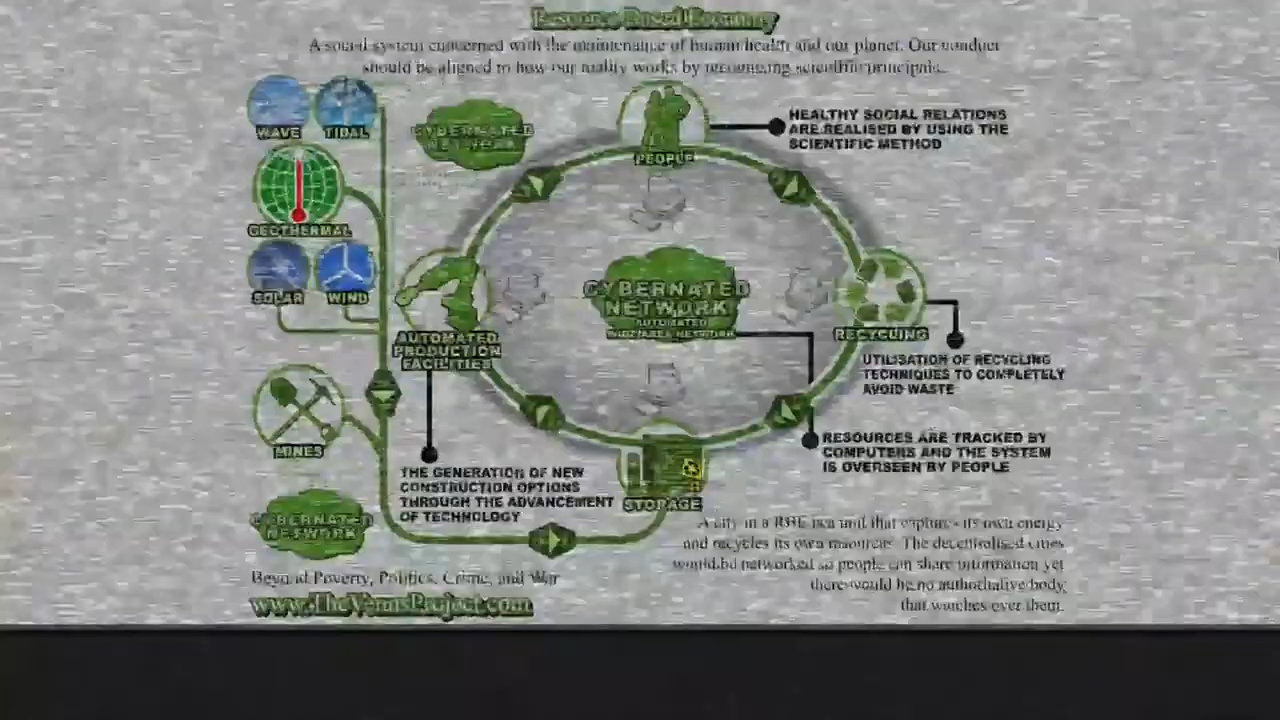 Resource Based Economy
A social system concerned with the maintenance of human health and our planet. Our conduct
should be aligned to how our reality works by recognising scientific principals.
WAVE
TIDAL
CYBERNATED
NETWORK
HEALTHY SOCIAL RELATIONS
ARE REALISED BY USING THE
SCIENTIFIC METHOD
PEOPLE
GEOTHERMAL
SOLAR
WIND
CYBERNATED
NETWORK
AUTOMATED
RECYCLING
AUTOMATED
PRODUCTION
FACILITIES
UTILISATION OF RECYCLING
TECHNIQUES TO COMPLETELY
AVOID WASTE
MINES
RESOURCES ARE TRACKED BY
COMPUTERS AND THE SYSTEM
IS OVERSEEN BY PEOPLE
THE GENERATION OF NEW
CONSTRUCTION OPTIONS
THROUGH THE ADVANCEMENT
OF TECHNOLOGY
STORAGE
CYBERNATED
NETWORK
A city in a RBE is a unit that captures its own energy
and recycles its own resources. The decentralised cities
would be networked so people can share information yet
there would be no authoritative body
that watches over them.
Beyond Poverty, Politics, Crime, and War
www.TheVenusProject.com